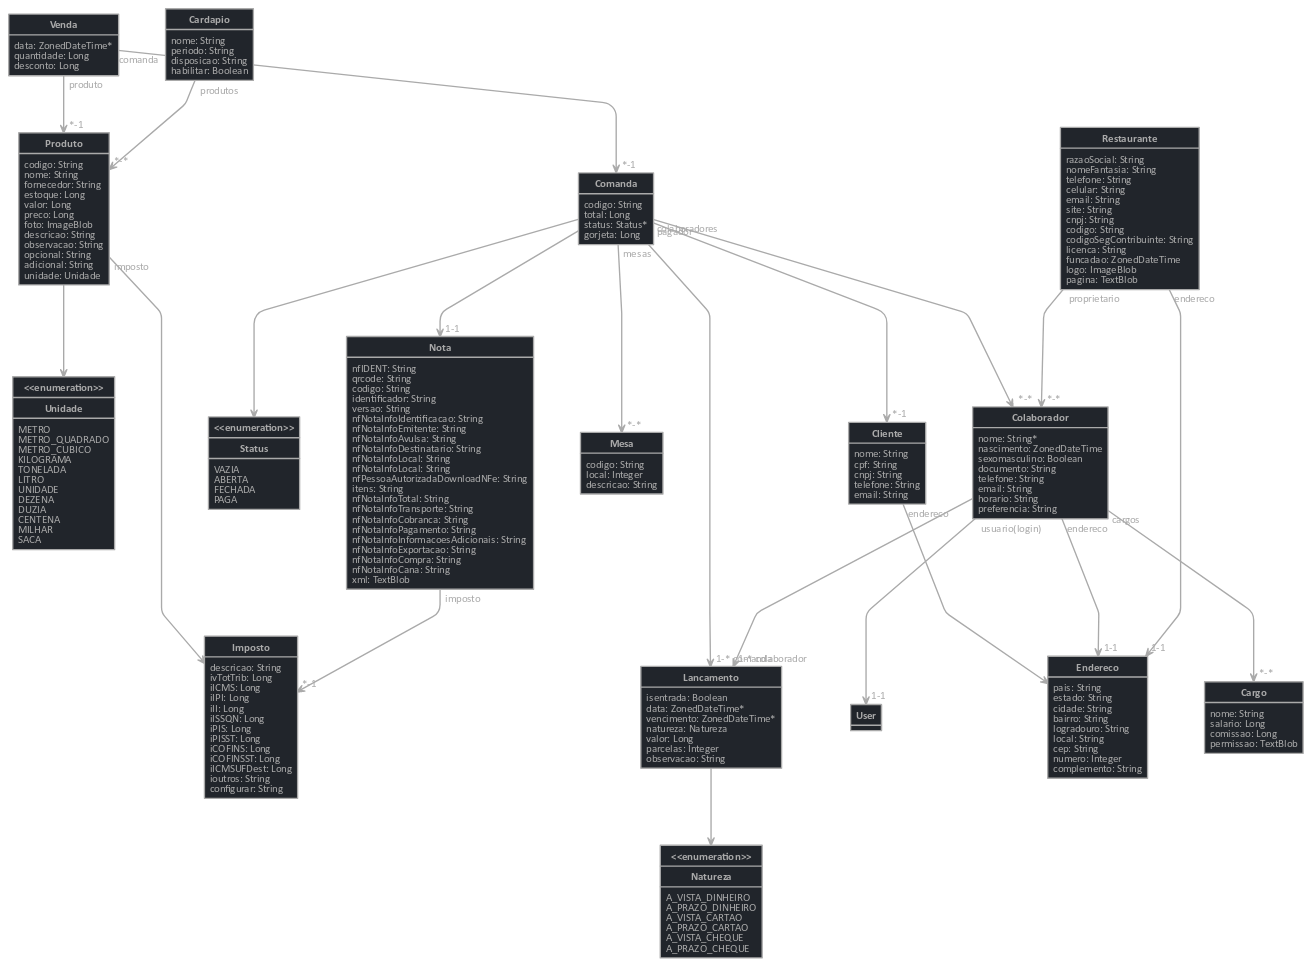 Venda
data: ZonedDateTime*
quantidade: Long
desconto: Long
comanda
produto
*-1
Cardapio
nome: String
periodo: String
disposicao: String
habilitar: Boolean
produtos
*-*
*-1
Produto
codigo: String
nome: String
fornecedor: String
estoque: Long
valor: Long
preco: Long
foto: ImageBlob
descricao: String
observacao: String
opcional: String
adicional: String
unidade: Unidade
imposto
Comanda
codigo: String
total: Long
status: Status*
gorjeta: Long
colaboradores
mesas
Restaurante
razaoSocial: String
nomeFantasia: String
telefone: String
celular: String
email: String
site: String
cnpj: String
codigo: String
codigoSegContribuinte: String
licenca: String
funcadao: ZonedDateTime
logo: ImageBlob
pagina: TextBlob
proprietario
endereco
<<enumeration>>
Unidade
METRO
METRO_QUADRADO
METRO_CUBICO
KILOGRAMA
TONELADA
LITRO
UNIDADE
DEZENA
DUZIA
CENTENA
MILHAR
SACA
<<enumeration>>
Status
VAZIA
ABERTA
FECHADA
PAGA
1-1
Nota
nfIDENT: String
qrcode: String
codigo: String
identificador: String
versao: String
nfNotaInfoIdentificacao: String
nfNotaInfoEmitente: String
nfNotaInfoAvulsa: String
nfNotaInfoDestinatario: String
nfNotaInfoLocal: String
nfNotaInfoLocal: String
nfPessoaAutorizadaDownloadNFe: String
itens: String
nfNotaInfoTotal: String
nfNotaInfoTransporte: String
nfNotaInfoCobranca: String
nfNotaInfoPagamento: String
nfNotaInfoInformacoesAdicionais: String
nfNotaInfoExportacao: String
nfNotaInfoCompra: String
nfNotaInfoCana: String
xml: TextBlob
imposto
*-*
Mesa
codigo: String
local: Integer
descricao: String
*-1
Cliente
nome: String
cpf: String
cnpj: String
telefone: String
email: String
endereco
*-*
*-*
Colaborador
nome: String*
nascimento: ZonedDateTime
sexomasculino: Boolean
documento: String
telefone: String
email: String
horario: String
preferencia: String
usuario(login)
endereco
cargos
Imposto
descricao: String
ivTotTrib: Long
iICMS: Long
iIPI: Long
iII: Long
iISSQN: Long
iPIS: Long
iPISST: Long
iCOFINS: Long
iCOFINSST: Long
iICMSUFDest: Long
ioutros: String
configurar: String
*-1
1-*
colaborador
Lancamento
isentrada: Boolean
data: ZonedDateTime*
vencimento: ZonedDateTime*
natureza: Natureza
valor: Long
parcelas: Integer
observacao: String
1-1
User
1-1
1-1
Endereco
pais: String
estado: String
cidade: String
bairro: String
logradouro: String
local: String
cep: String
numero: Integer
complemento: String
*-*
Cargo
nome: String
salario: Long
comissao: Long
permissao: TextBlob
<<enumeration>>
Natureza
A_VISTA_DINHEIRO
A_PRAZO_DINHEIRO
A_VISTA_CARTAO
A_PRAZO_CARTAO
A_VISTA_CHEQUE
A_PRAZO_CHEQUE